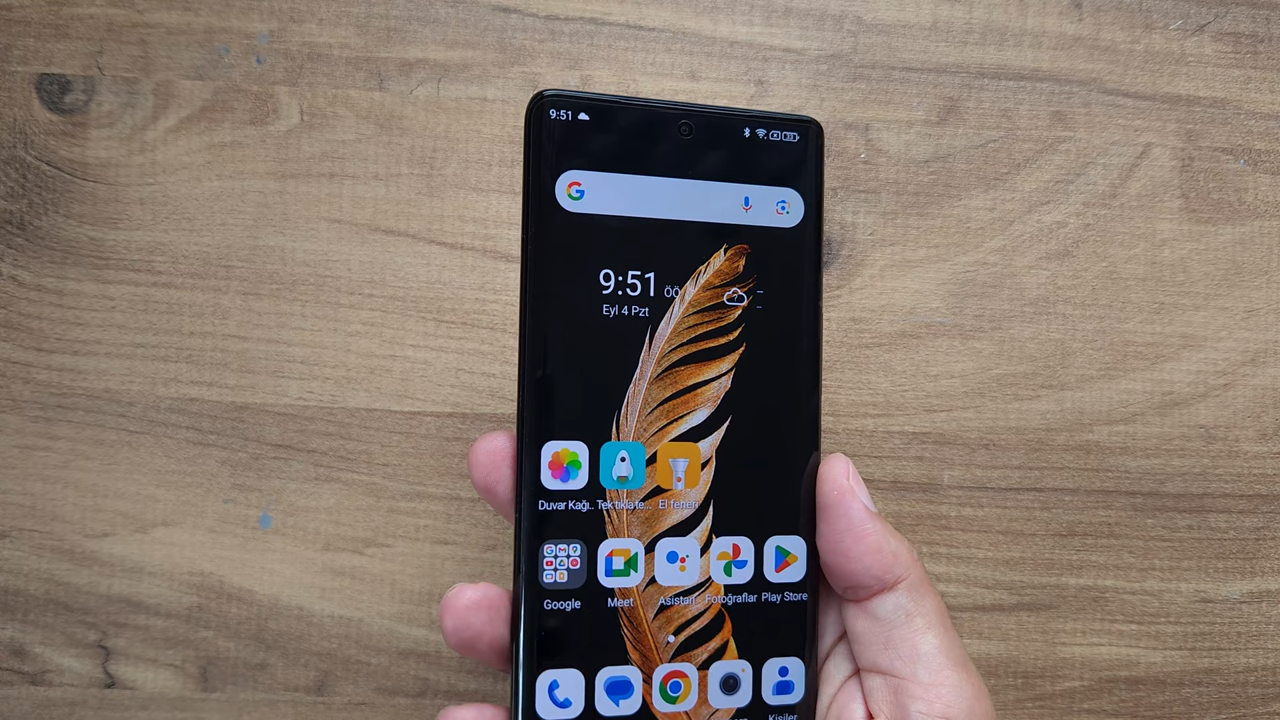 9:51
33
9:51 öö
Eyl 4 Pzt
Duvar Kağı.. Tek tıkla te... El feneri
Google Meet Asistan Fotoğraflar Play Store
Kişiler